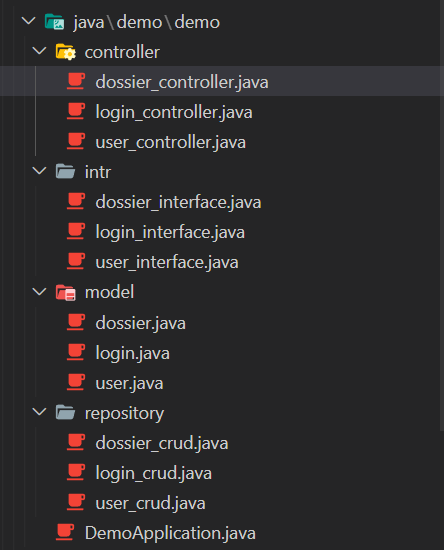 java\demo\demo
controller
dossier_controller.java
login_controller.java
user_controller.java
intr
dossier_interface.java
login_interface.java
user_interface.java
model
dossier.java
login.java
user.java
repository
dossier_crud.java
login_crud.java
user_crud.java
DemoApplication.java